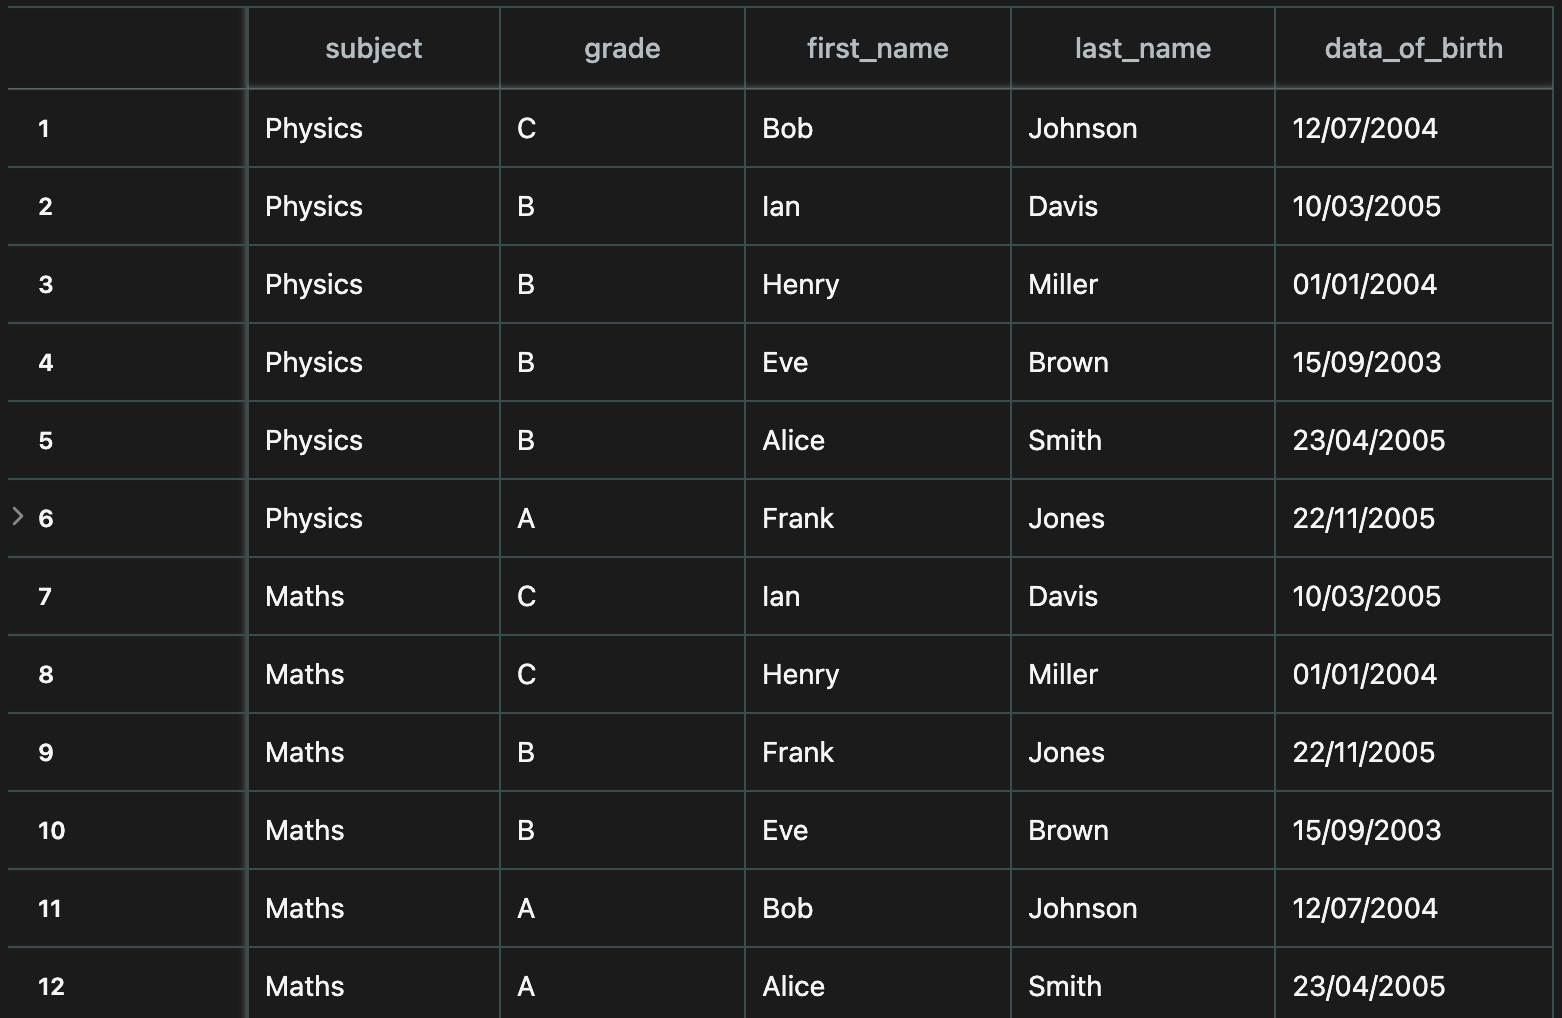 subject grade first_name last_name data_of_birth
1 Physics C Bob Johnson 12/07/2004
2 Physics B Ian Davis 10/03/2005
3 Physics B Henry Miller 01/01/2004
4 Physics B Eve Brown 15/09/2003
5 Physics B Alice Smith 23/04/2005
6 Physics A Frank Jones 22/11/2005
7 Maths C Ian Davis 10/03/2005
8 Maths C Henry Miller 01/01/2004
9 Maths B Frank Jones 22/11/2005
10 Maths B Eve Brown 15/09/2003
11 Maths A Bob Johnson 12/07/2004
12 Maths A Alice Smith 23/04/2005